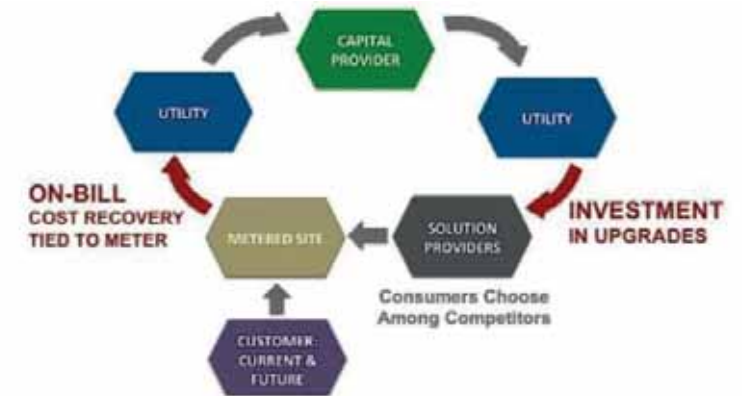 CAPITAL
PROVIDER
UTILITY
UTILITY
ON-BILL
COST RECOVERY
TIED TO METER
INVESTMENT
IN UPGRADES
METERED SITE
SOLUTION
PROVIDERS
Consumers Choose
Among Competitors
CUSTOMER:
CURRENT &
FUTURE